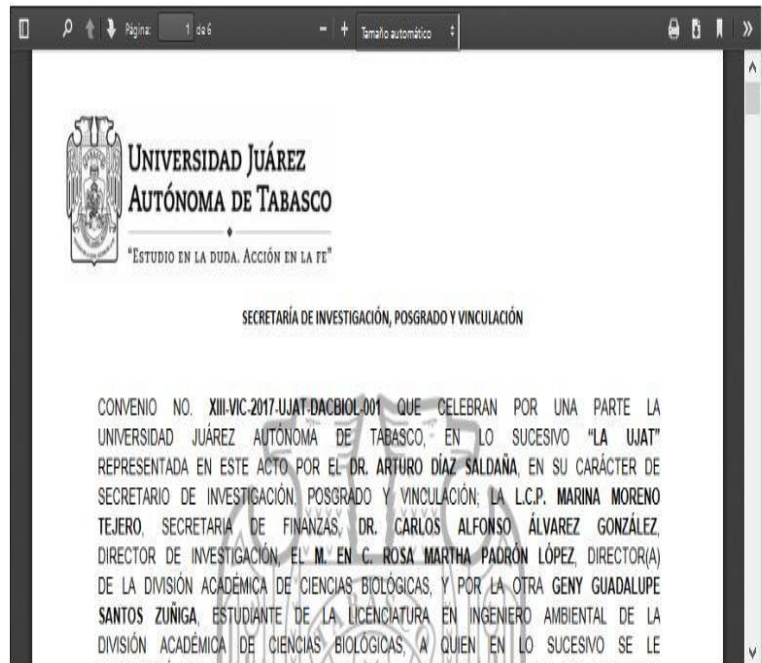 Página: 1 de 6 − + Tamaño automático
UNIVERSIDAD JUÁREZ
AUTÓNOMA DE TABASCO
"ESTUDIO EN LA DUDA. ACCIÓN EN LA FE"
SECRETARÍA DE INVESTIGACIÓN, POSGRADO Y VINCULACIÓN
CONVENIO NO. XIII-VIC-2017-UJAT-DACBIOL-001 QUE CELEBRAN POR UNA PARTE LA
UNIVERSIDAD JUÁREZ AUTÓNOMA DE TABASCO, EN LO SUCESIVO "LA UJAT"
REPRESENTADA EN ESTE ACTO POR EL DR. ARTURO DÍAZ SALDAÑA, EN SU CARÁCTER DE
SECRETARIO DE INVESTIGACIÓN, POSGRADO Y VINCULACIÓN; LA L.C.P. MARINA MORENO
TEJERO, SECRETARIA DE FINANZAS, DR. CARLOS ALFONSO ÁLVAREZ GONZÁLEZ,
DIRECTOR DE INVESTIGACIÓN, EL M. EN C. ROSA MARTHA PADRÓN LÓPEZ, DIRECTOR(A)
DE LA DIVISIÓN ACADÉMICA DE CIENCIAS BIOLÓGICAS, Y POR LA OTRA GENY GUADALUPE
SANTOS ZUÑIGA, ESTUDIANTE DE LA LICENCIATURA EN INGENIERO AMBIENTAL DE LA
DIVISIÓN ACADÉMICA DE CIENCIAS BIOLÓGICAS, A QUIEN EN LO SUCESIVO SE LE